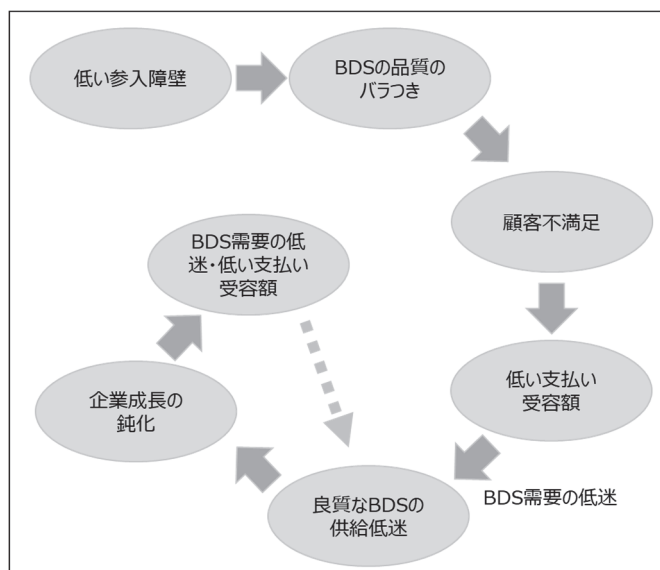 低い参入障壁
BDSの品質の
バラつき
顧客不満足
低い支払い
受容額
BDS需要の低迷
良質なBDSの
供給低迷
企業成長の
鈍化
BDS需要の低
迷・低い支払い
受容額